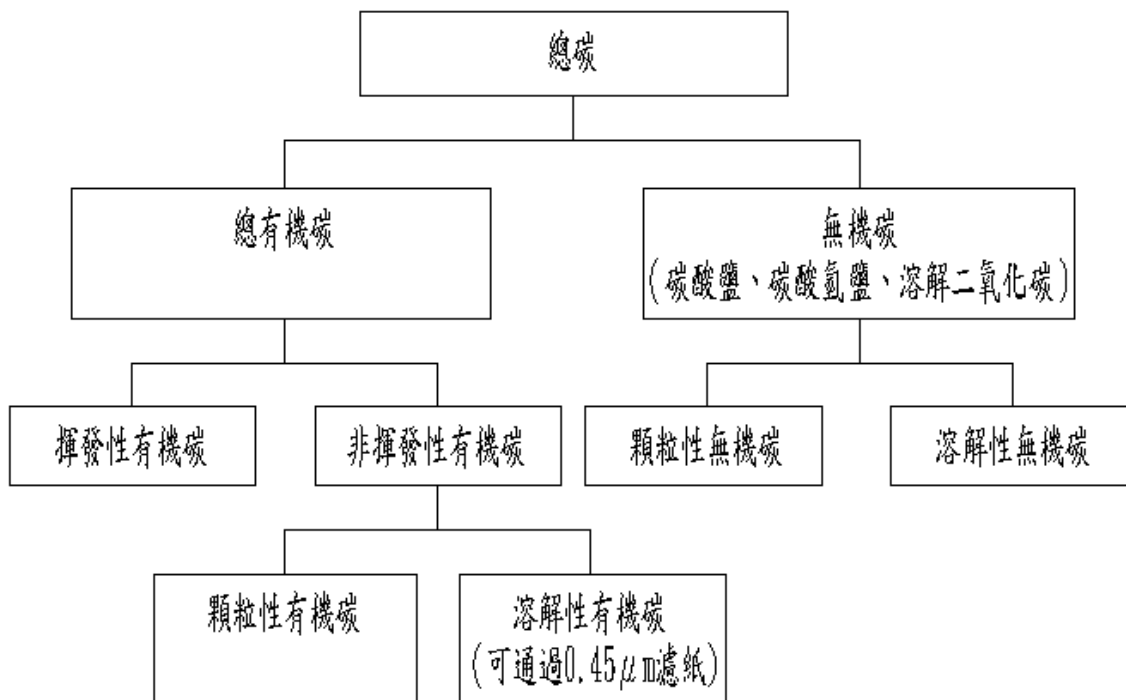 總碳
總有機碳
無機碳
(碳酸鹽、碳酸氫鹽、溶解二氧化碳)
揮發性有機碳
非揮發性有機碳
顆粒性無機碳
溶解性無機碳
顆粒性有機碳
溶解性有機碳
(可通過0.45μm濾紙)